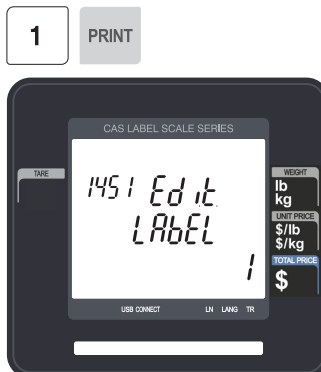 1 PRINT
CAS LABEL SCALE SERIES
TARE
WEIGHT
lb
kg
UNIT PRICE
$/lb
$/kg
TOTAL PRICE
$
1451 Edit
LAbEL
1
USB CONNECT LN LANG TR